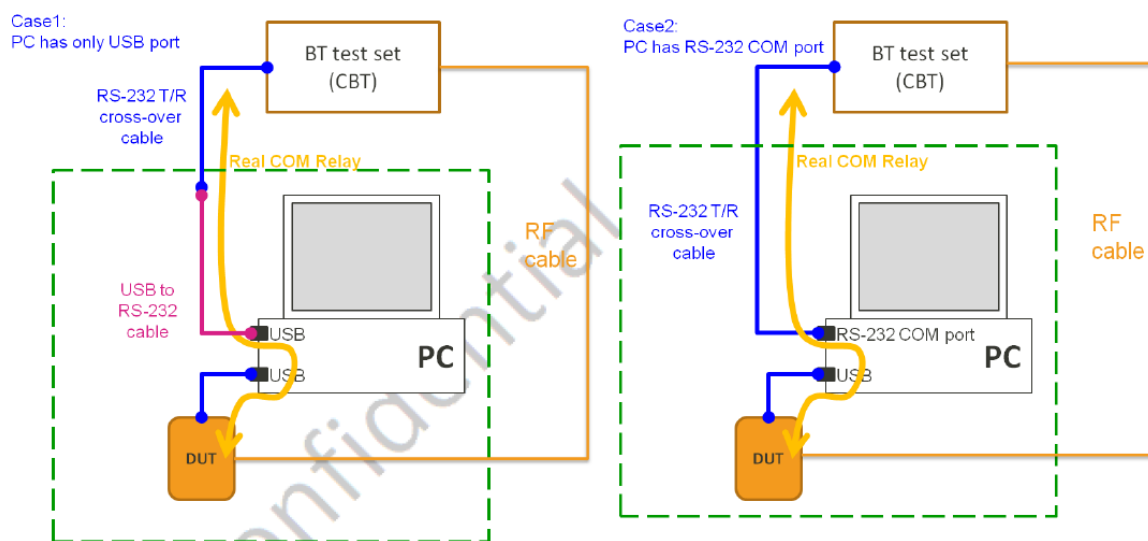 Case1:
PC has only USB port
BT test set
(CBT)
RS-232 T/R
cross-over
cable
Real COM Relay
RF
cable
USB to
RS-232
cable
USB
PC
USB
DUT
Case2:
PC has RS-232 COM port
BT test set
(CBT)
Real COM Relay
RS-232 T/R
cross-over
cable
RF
cable
RS-232 COM port
PC
USB
DUT
onfidential